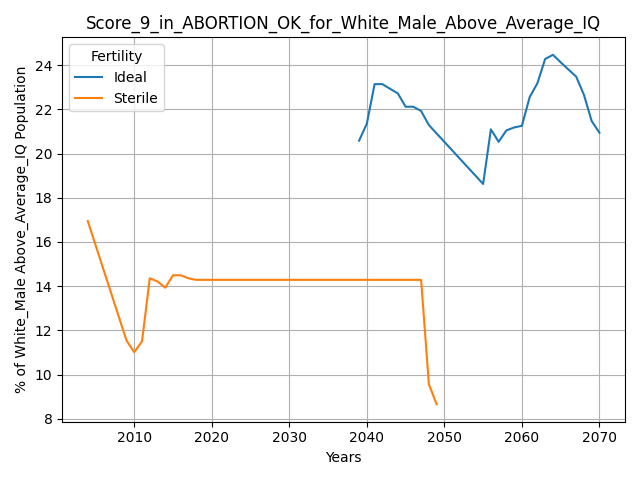 Score_9_in_ABORTION_OK_for_White_Male_Above_Average_IQ
Fertility
Ideal
Sterile
% of White_Male Above_Average_IQ Population
24
22
20
18
16
14
12
10
8
2010 2020 2030 2040 2050 2060 2070
Years